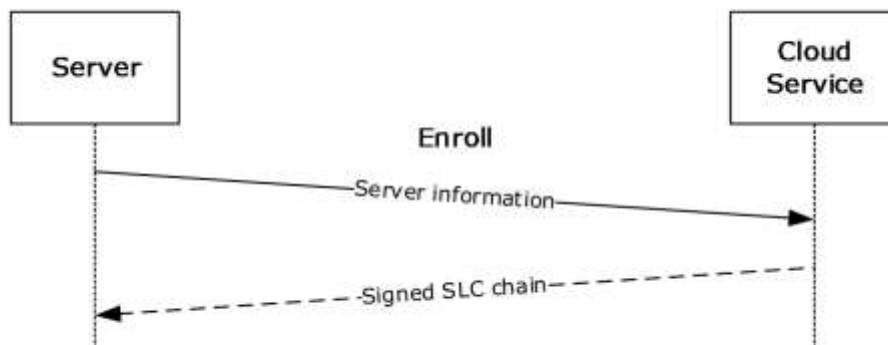 Server
Cloud
Service
Enroll
Server information
Signed SLC chain